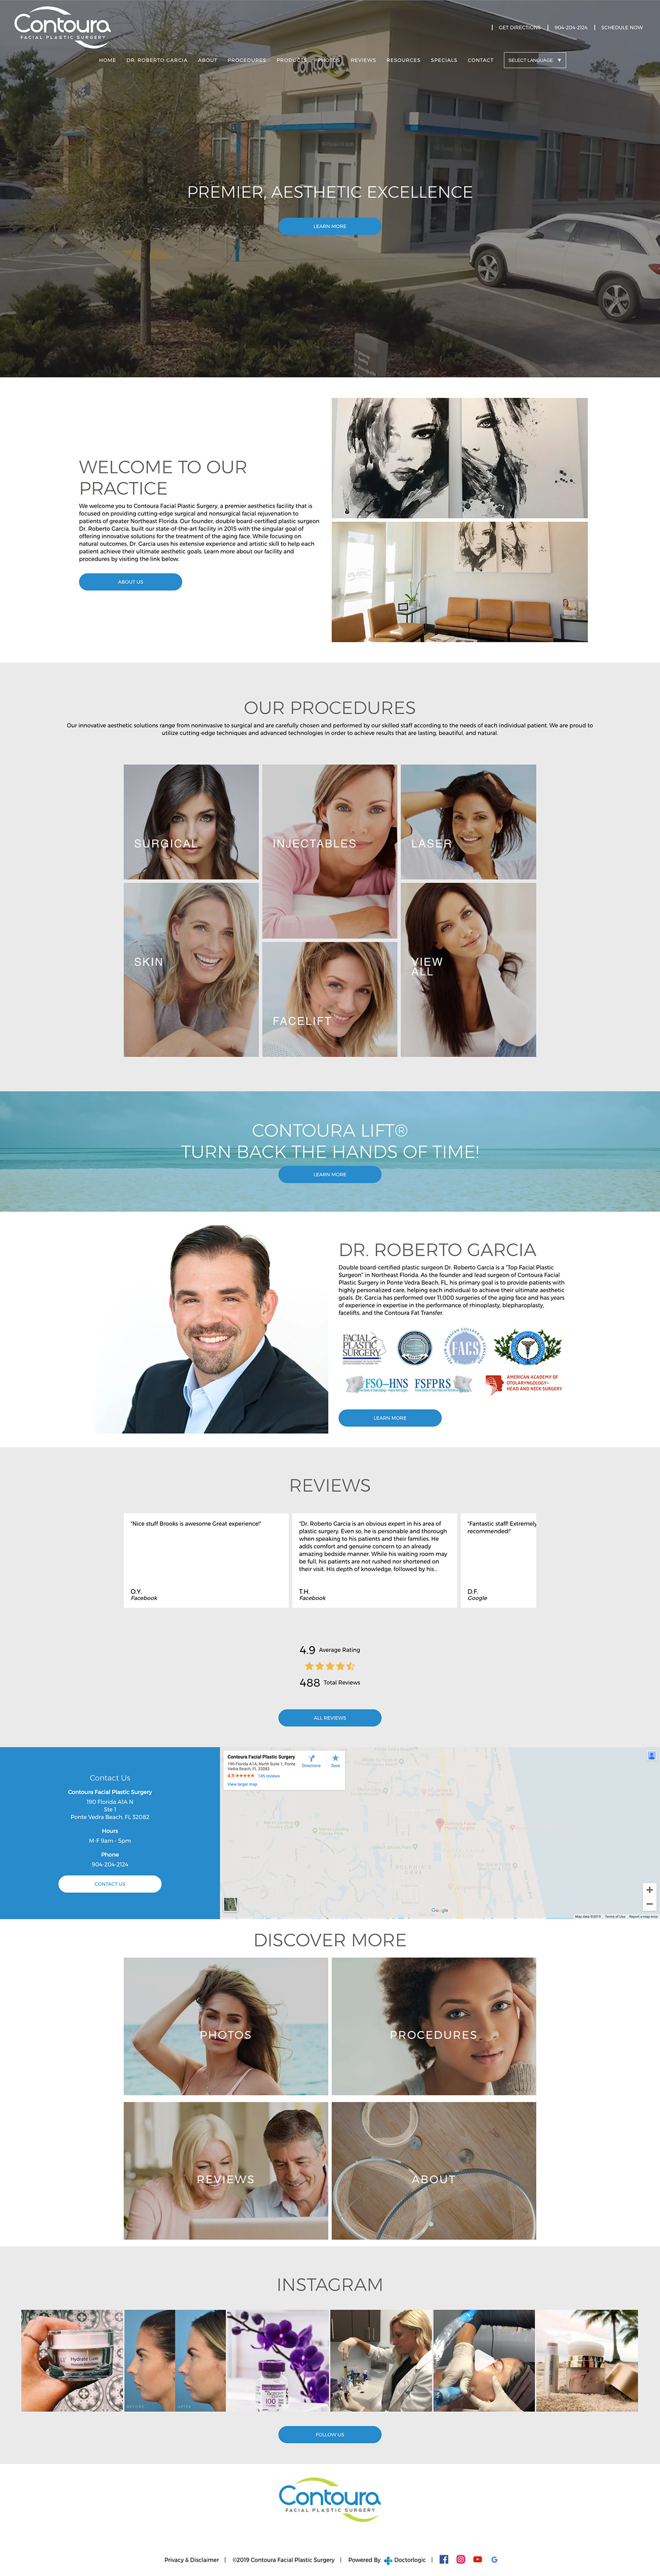 Contoura
FACIAL PLASTIC SURGERY
| GET DIRECTIONS | 904-204-2124 | SCHEDULE NOW
HOME DR. ROBERTO GARCIA ABOUT PROCEDURES PRODUCTS PHOTOS REVIEWS RESOURCES SPECIALS CONTACT SELECT LANGUAGE ▼
PREMIER, AESTHETIC EXCELLENCE
LEARN MORE
WELCOME TO OUR
PRACTICE
We welcome you to Contoura Facial Plastic Surgery, a premier aesthetics facility that is
focused on providing cutting-edge surgical and nonsurgical facial rejuvenation to
patients of greater Northeast Florida. Our founder, double board-certified plastic surgeon
Dr. Roberto Garcia, built our state-of-the-art facility in 2015 with the singular goal of
offering innovative solutions for the treatment of the aging face. While focusing on
natural outcomes, Dr. Garcia uses his extensive experience and artistic skill to help each
patient achieve their ultimate aesthetic goals. Learn more about our facility and
procedures by visiting the link below.
ABOUT US
OUR PROCEDURES
Our innovative aesthetic solutions range from noninvasive to surgical and are carefully chosen and performed by our skilled staff according to the needs of each individual patient. We are proud to
utilize cutting-edge techniques and advanced technologies in order to achieve results that are lasting, beautiful, and natural.
SURGICAL
INJECTABLES
LASER
SKIN
VIEW
ALL
FACELIFT
CONTOURA LIFT®
TURN BACK THE HANDS OF TIME!
LEARN MORE
DR. ROBERTO GARCIA
Double board-certified plastic surgeon Dr. Roberto Garcia is a "Top Facial Plastic
Surgeon" in Northeast Florida. As the founder and lead surgeon of Contoura Facial
Plastic Surgery in Ponte Vedra Beach, FL, his primary goal is to provide patients with
highly personalized care, helping each individual to achieve their ultimate aesthetic
goals. Dr. Garcia has performed over 11,000 surgeries of the aging face and has years
of experience in expertise in the performance of rhinoplasty, blepharoplasty,
facelifts, and the Contoura Fat Transfer.
FACIAL
PLASTIC
SURGERY
FACS
FSO–HNS
FSFPRS
AMERICAN ACADEMY OF
OTOLARYNGOLOGY–
HEAD AND NECK SURGERY
LEARN MORE
REVIEWS
"Nice stuff Brooks is awesome Great experience!"
O.Y.
Facebook
"Dr. Roberto Garcia is an obvious expert in his area of
plastic surgery. Even so, he is personable and thorough
when speaking to his patients and their families. He
adds comfort and genuine concern to an already
amazing bedside manner. While his waiting room may
be full, his patients are not rushed nor shortened on
their visit. His depth of knowledge, followed by his...
T.H.
Facebook
"Fantastic staff! Extremely
recommended!"
D.F.
Google
4.9 Average Rating
488 Total Reviews
ALL REVIEWS
Contact Us
Contoura Facial Plastic Surgery
190 Florida A1A N
Ste 1
Ponte Vedra Beach, FL 32082
Hours
M-F 9am - 5pm
Phone
904-204-2124
CONTACT US
Contoura Facial Plastic Surgery
190 Florida A1A, North Suite 1, Ponte
Vedra Beach, FL 32082
4.9 ★★★★★ 145 reviews
View larger map
Directions
Save
Google
Map data ©2019 Terms of Use Report a map error
DISCOVER MORE
PHOTOS
PROCEDURES
REVIEWS
ABOUT
INSTAGRAM
Hydrate Luxe
BEFORE
AFTER
100
FOLLOW US
Contoura
FACIAL PLASTIC SURGERY
Privacy & Disclaimer | ©2019 Contoura Facial Plastic Surgery | Powered By Doctorlogic |